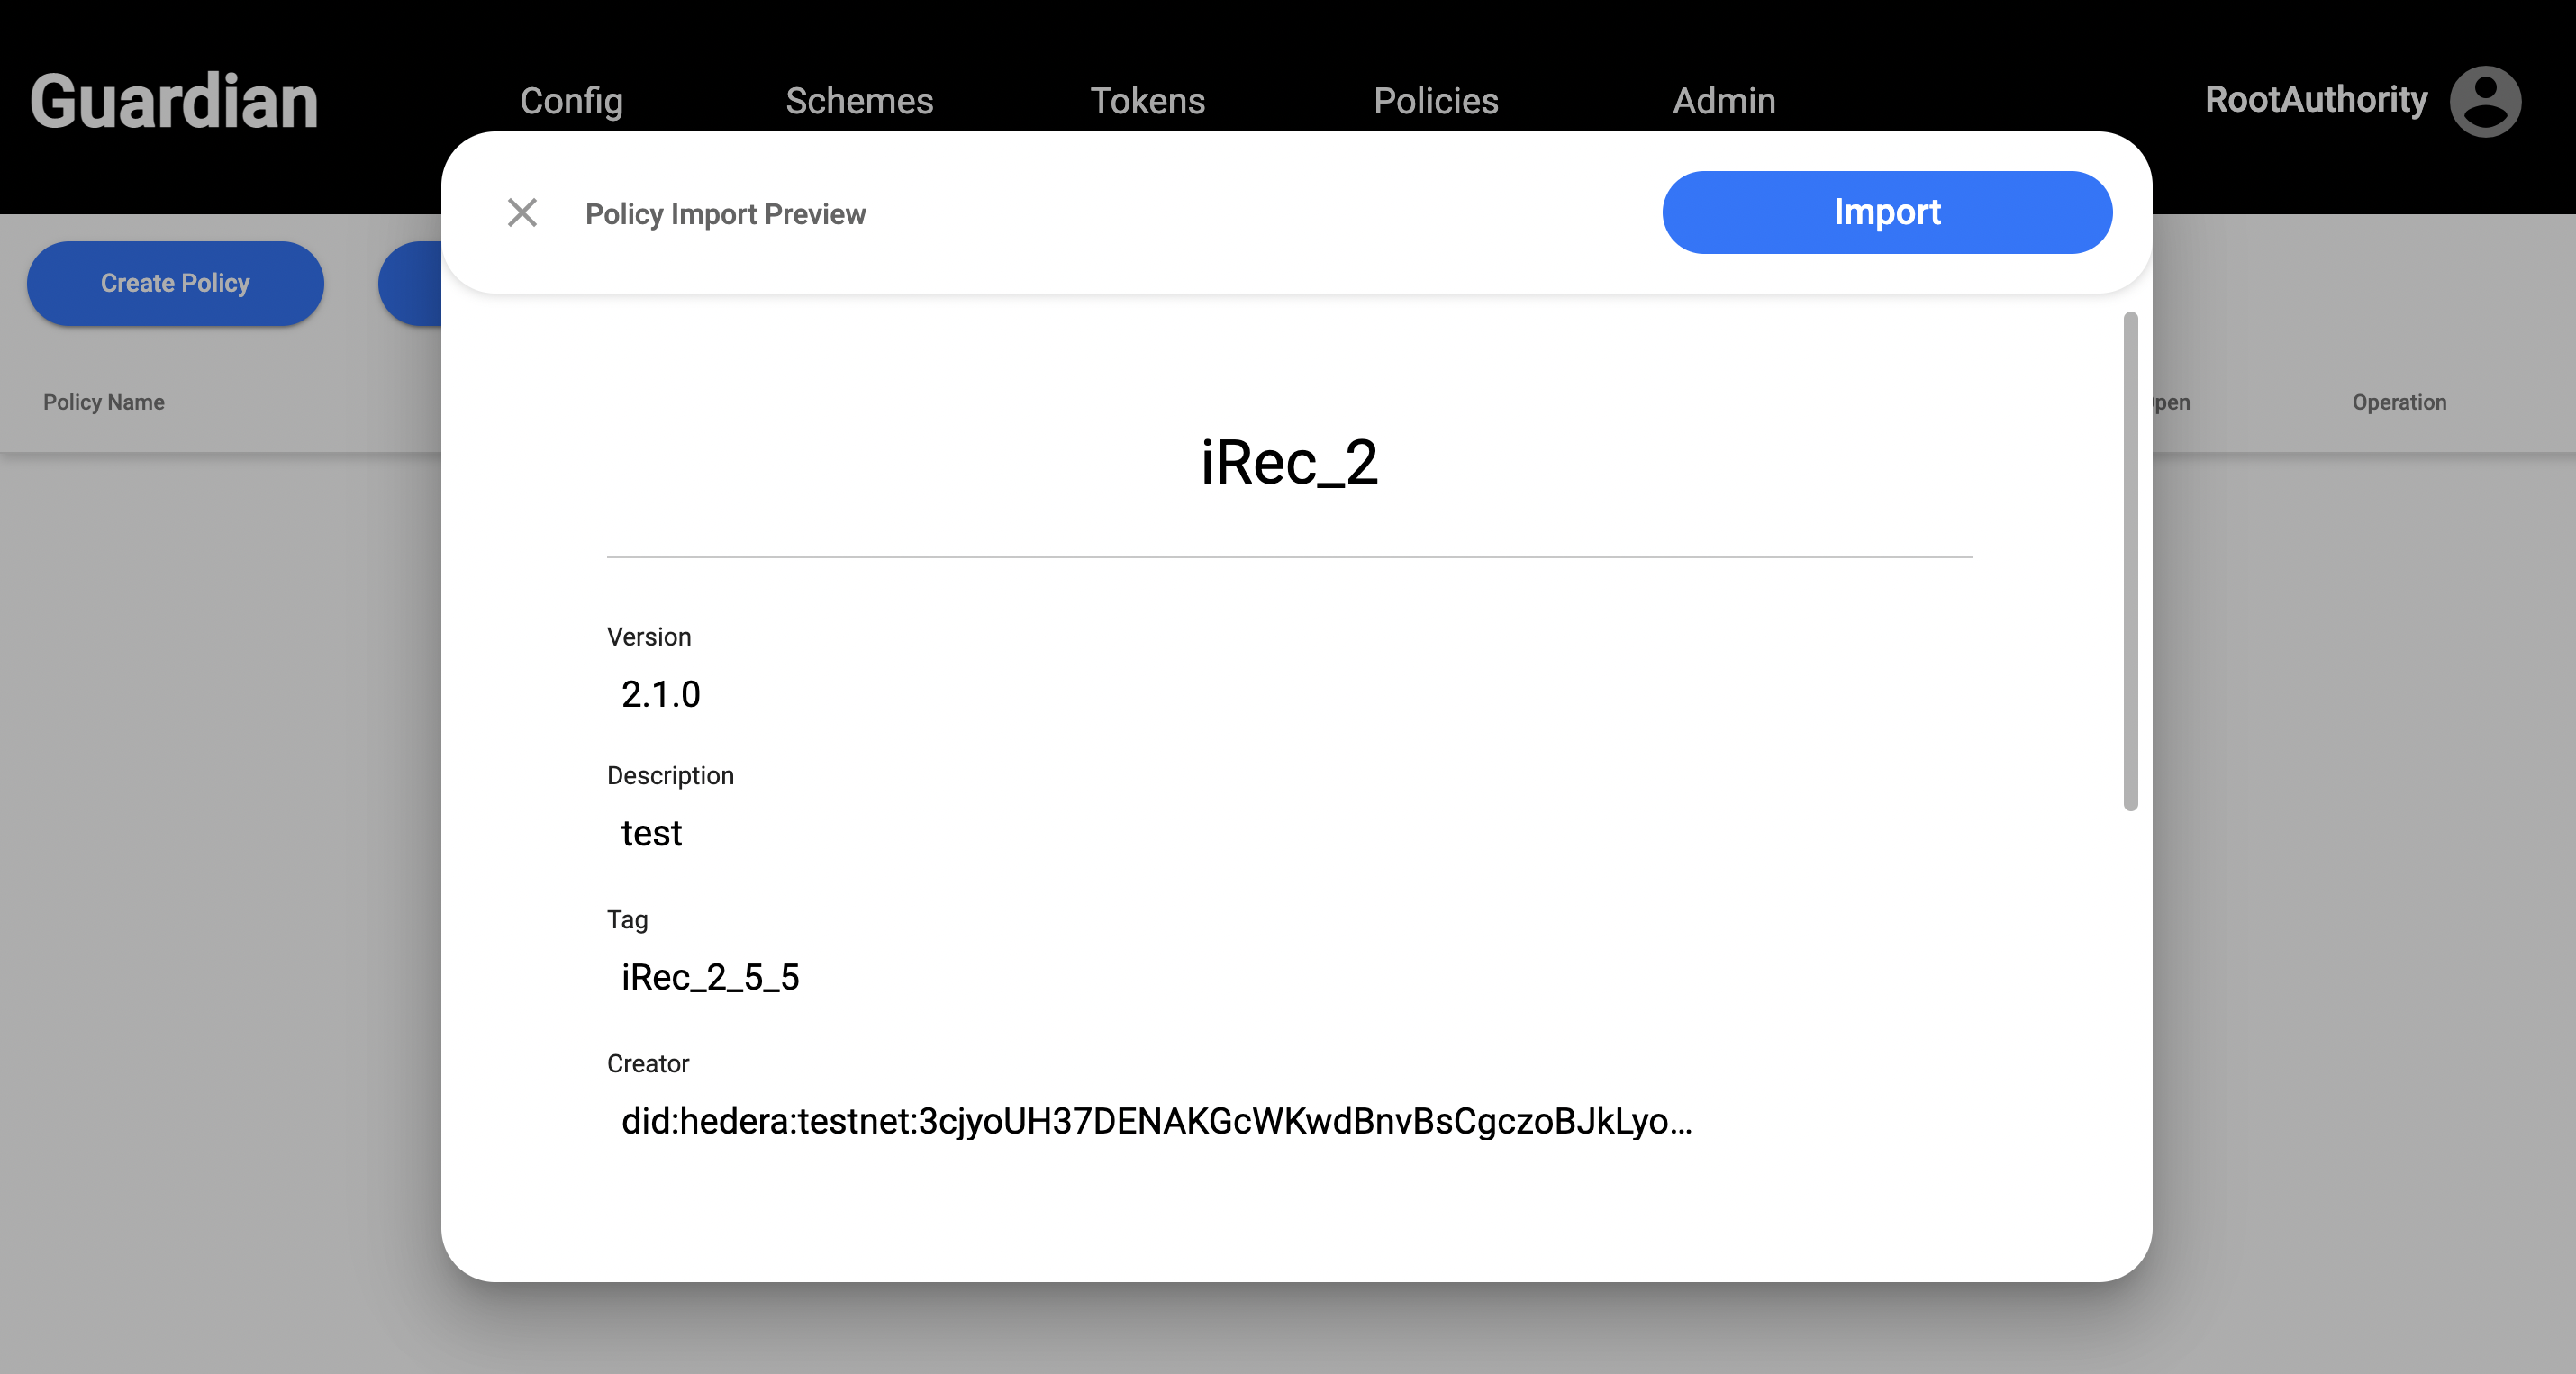 Guardian
Config
Schemes
Tokens
Policies
Admin
RootAuthority
Policy Import Preview
Import
Create Policy
Policy Name
pen
Operation
iRec_2
Version
2.1.0
Description
test
Tag
iRec_2_5_5
Creator
did:hedera:testnet:3cjyoUH37DENAKGcWKwdBnvBsCgczoBJkLyo...